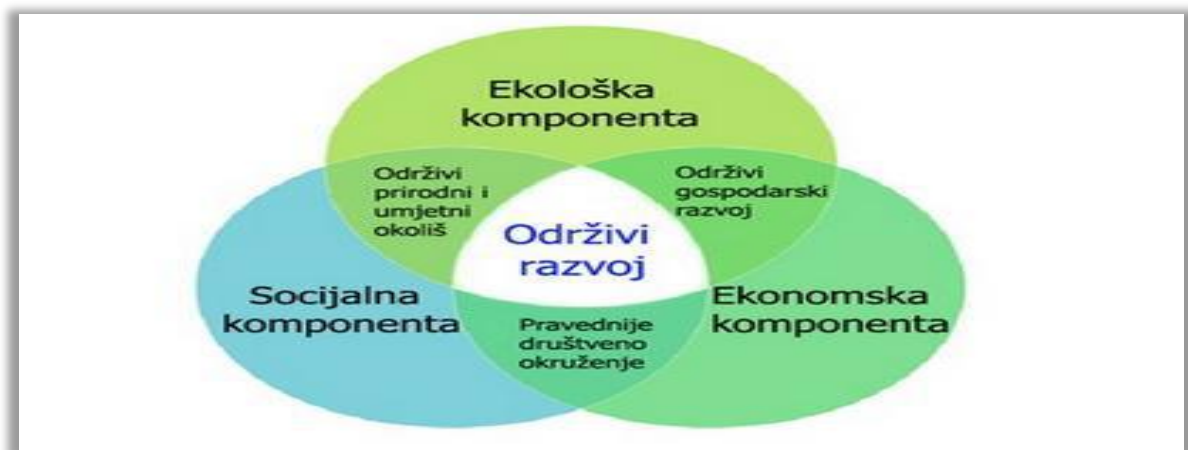 Ekološka
komponenta
Održivi
prirodni i
umjetni
okoliš
Održivi
gospodarski
razvoj
Održivi
razvoj
Socijalna
komponenta
Ekonomska
komponenta
Pravednije
društveno
okruženje